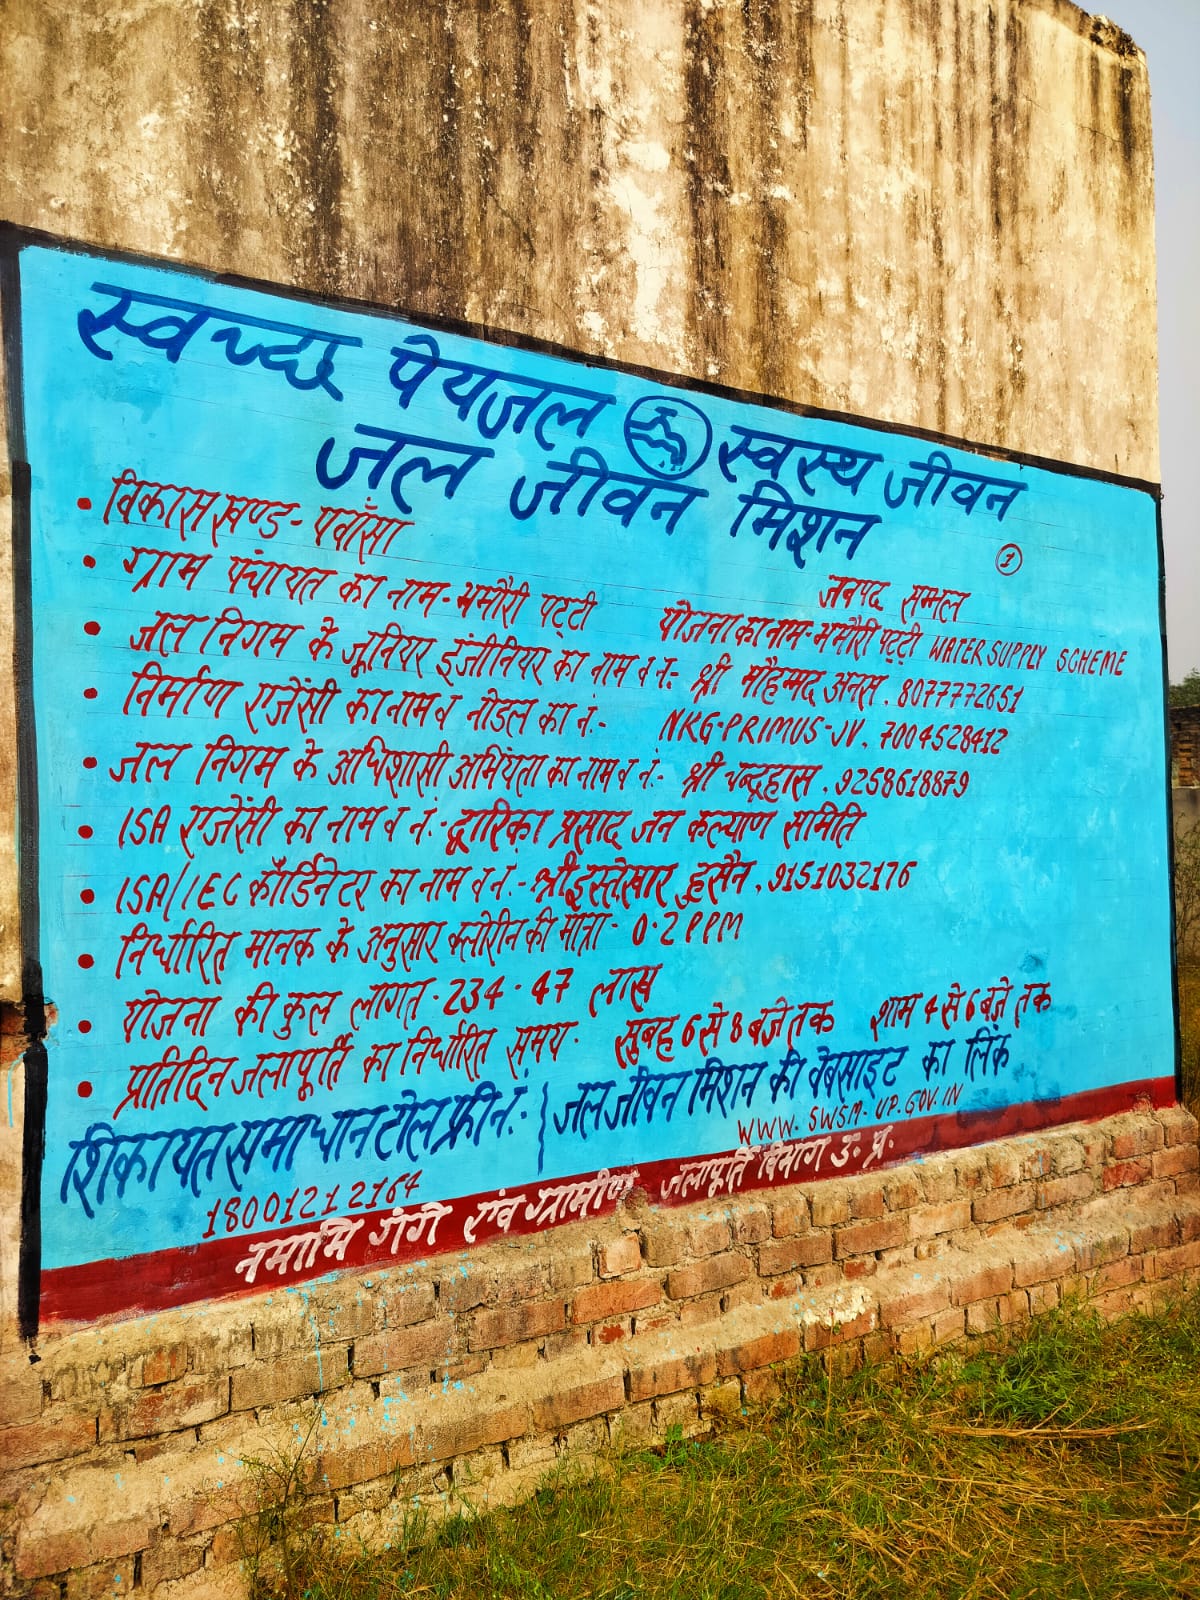 स्वच्छ पेयजल स्वस्थ जीवन
जल जीवन मिशन
1
• विकास खण्ड - पवाँसा जनपद सम्भल
• ग्राम पंचायत का नाम - भमौरी पट्टी योजना का नाम - भमौरी पट्टी WATER SUPPLY SCHEME
• जल निगम के जूनियर इंजीनियर का नाम व नं:- श्री मौहम्मद अनस, 8077772651
• निर्माण एजेंसी का नाम व नोडल का नं:- NKG-PRIMUS-JV, 7004528412
• जल निगम के अधिशासी अभियंता का नाम व नं:- श्री चन्द्रहास, 9258618879
• ISA एजेंसी का नाम व नं.- द्वारिका प्रसाद जन कल्याण समिति
• ISA/IEC कॉर्डिनेटर का नाम व नं.- श्री इस्तेखार हुसैन, 9151032176
• निर्धारित मानक के अनुसार क्लोरीन की मात्रा- 0.2 PPM
• योजना की कुल लागत - 234.47 लाख
• प्रतिदिन जलापूर्ति का निर्धारित समय- सुबह 6 से 8 बजे तक शाम 4 से 6 बजे तक
शिकायत समाधान टोल फ्री नं.- जल जीवन मिशन की वेबसाइट का लिंक
18001212164 WWW.SWSM-UP.GOV.IN
नमामि गंगे एंव ग्रामीण जलापूर्ति विभाग उ. प्र.